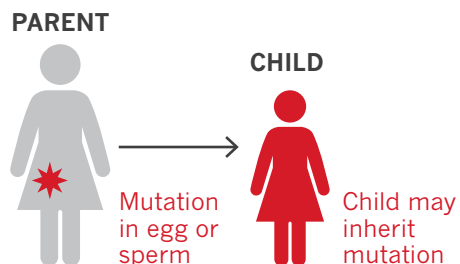 PARENT
CHILD
Mutation
in egg or
sperm
Child may
inherit
mutation